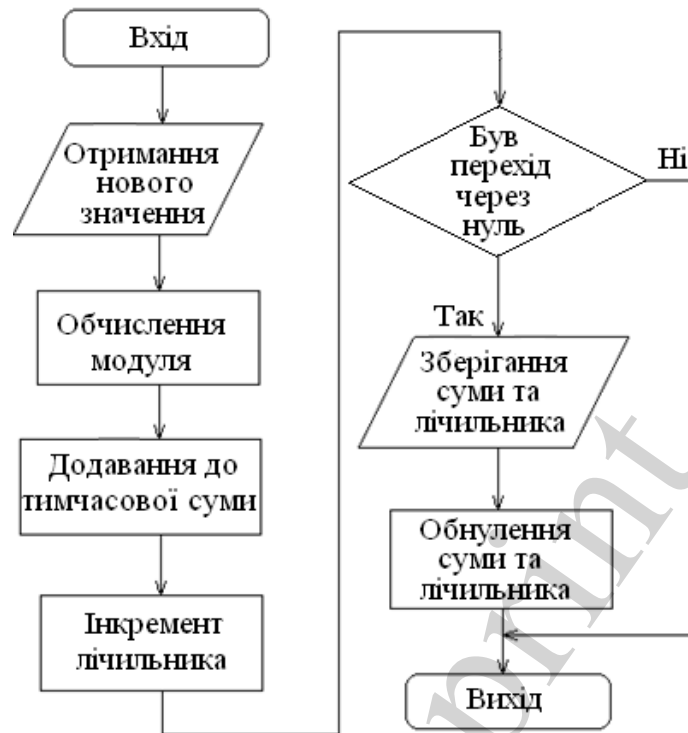 Вхід
Отримання
нового
значення
Обчислення
модуля
Додавання до
тимчасової суми
Інкремент
лічильника
Був
перехід
через
нуль
Ні
Так
Зберігання
суми та
лічильника
Обнулення
суми та
лічильника
Вихід
print